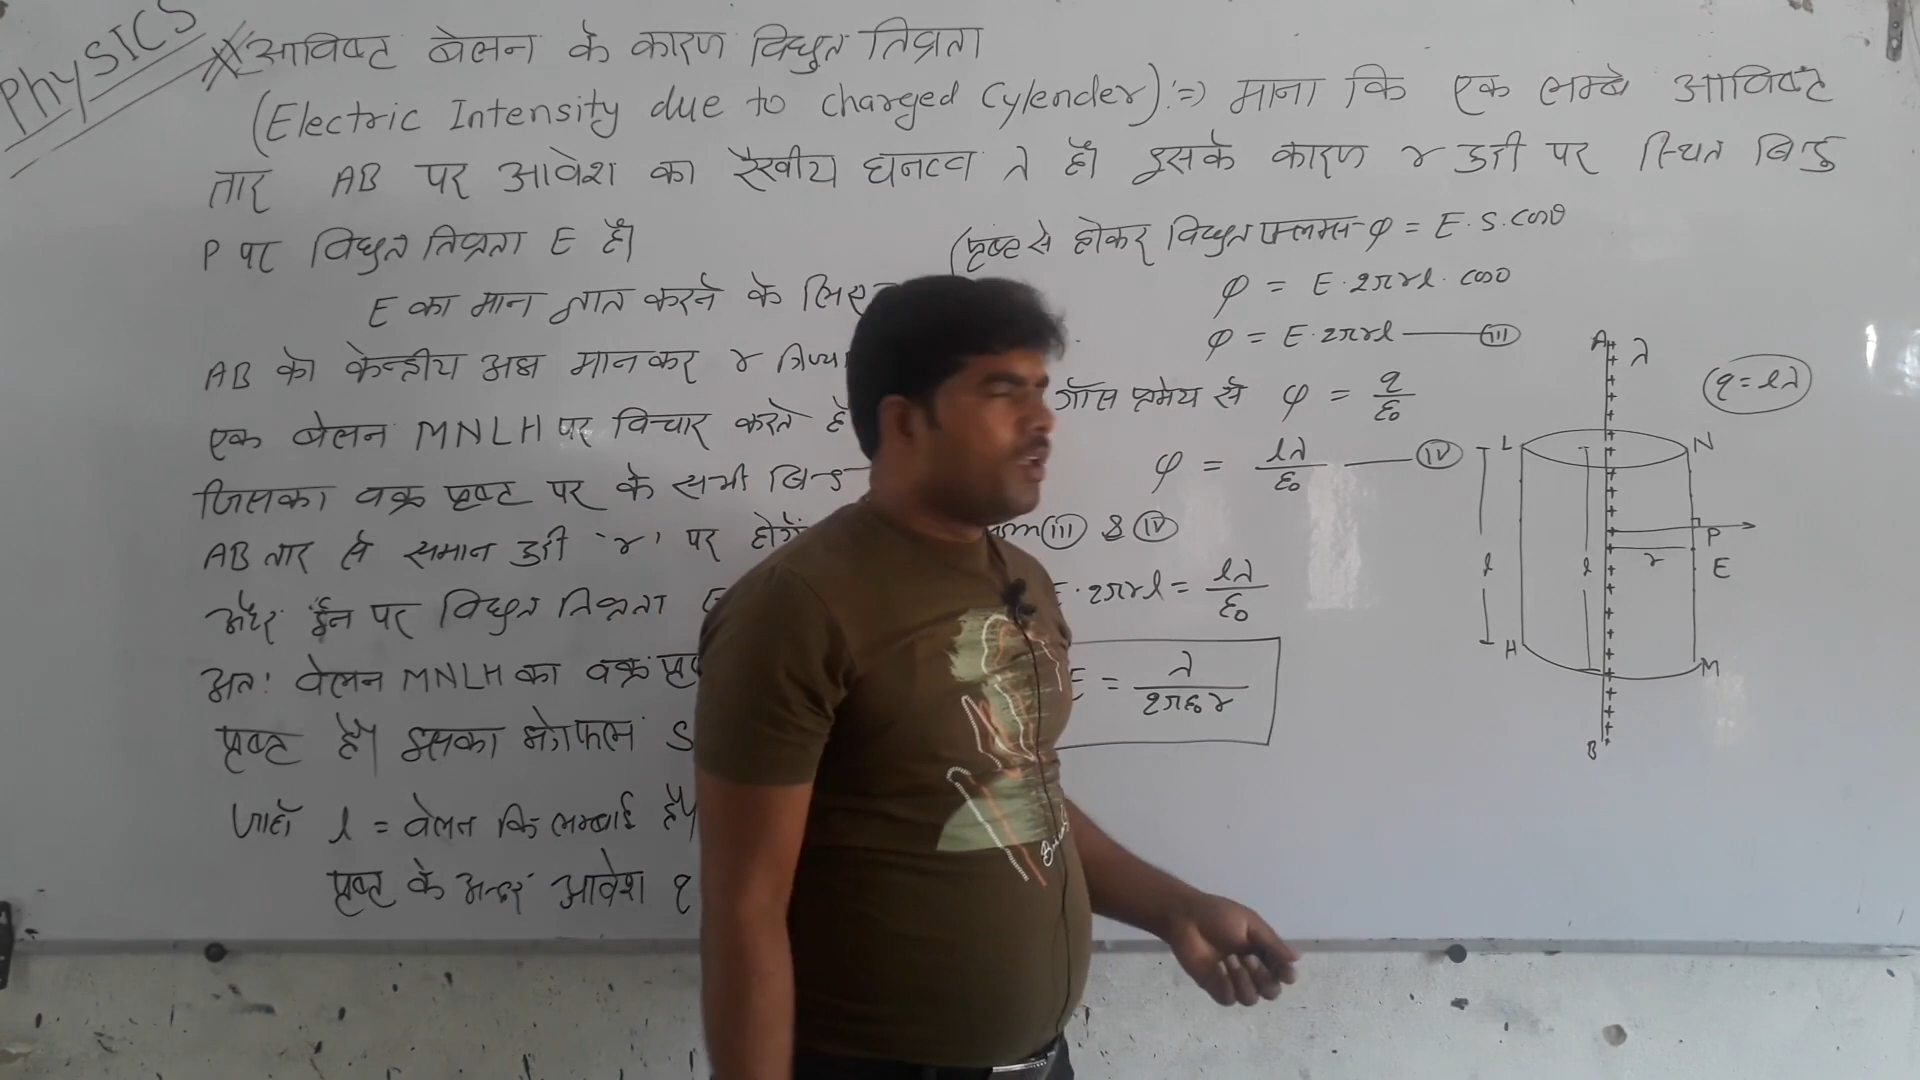 PhySICS
आविष्ट बेलन के कारण विधुत तिव्रता
(Electric Intensity due to charged Cylender) :⇒ माना कि एक लम्बे आविष्ट
तार AB पर आवेश का रैखीय घनत्व λ है। इसके कारण r दुरी पर स्थित बिन्दु
P पर विधुत तिव्रता E है।
E का मान ज्ञात करने के लिए
AB को केन्द्रीय अक्ष मानकर r त्रिज्या
एक बेलन MNLH पर विचार करते है
जिसका वक्र पृष्ट पर के सभी बिन्दु
AB तार से समान दुरी 'r' पर होगें
और ईन पर विधुत तिव्रता E
अतः बेलन MNLH का वक्र पृष्
पृष्ट है। इसका क्षेत्रफल S
जहाँ l = बेलन कि लम्बाई है।
पृष्ट के अन्दर आवेश q
(पृष्ट से होकर विधुत फ्लक्स φ = E.S.cosθ
φ = E.2πrl.cos0
φ = E.2πrl —— (iii)
गॉस प्रमेय से φ = q/ε₀
φ = lλ/ε₀ —— (iv)
(iii) & (iv)
E.2πrl = lλ/ε₀
E = λ/2πε₀r
A λ
(q=lλ)
L N
P
l l r E
H M
B